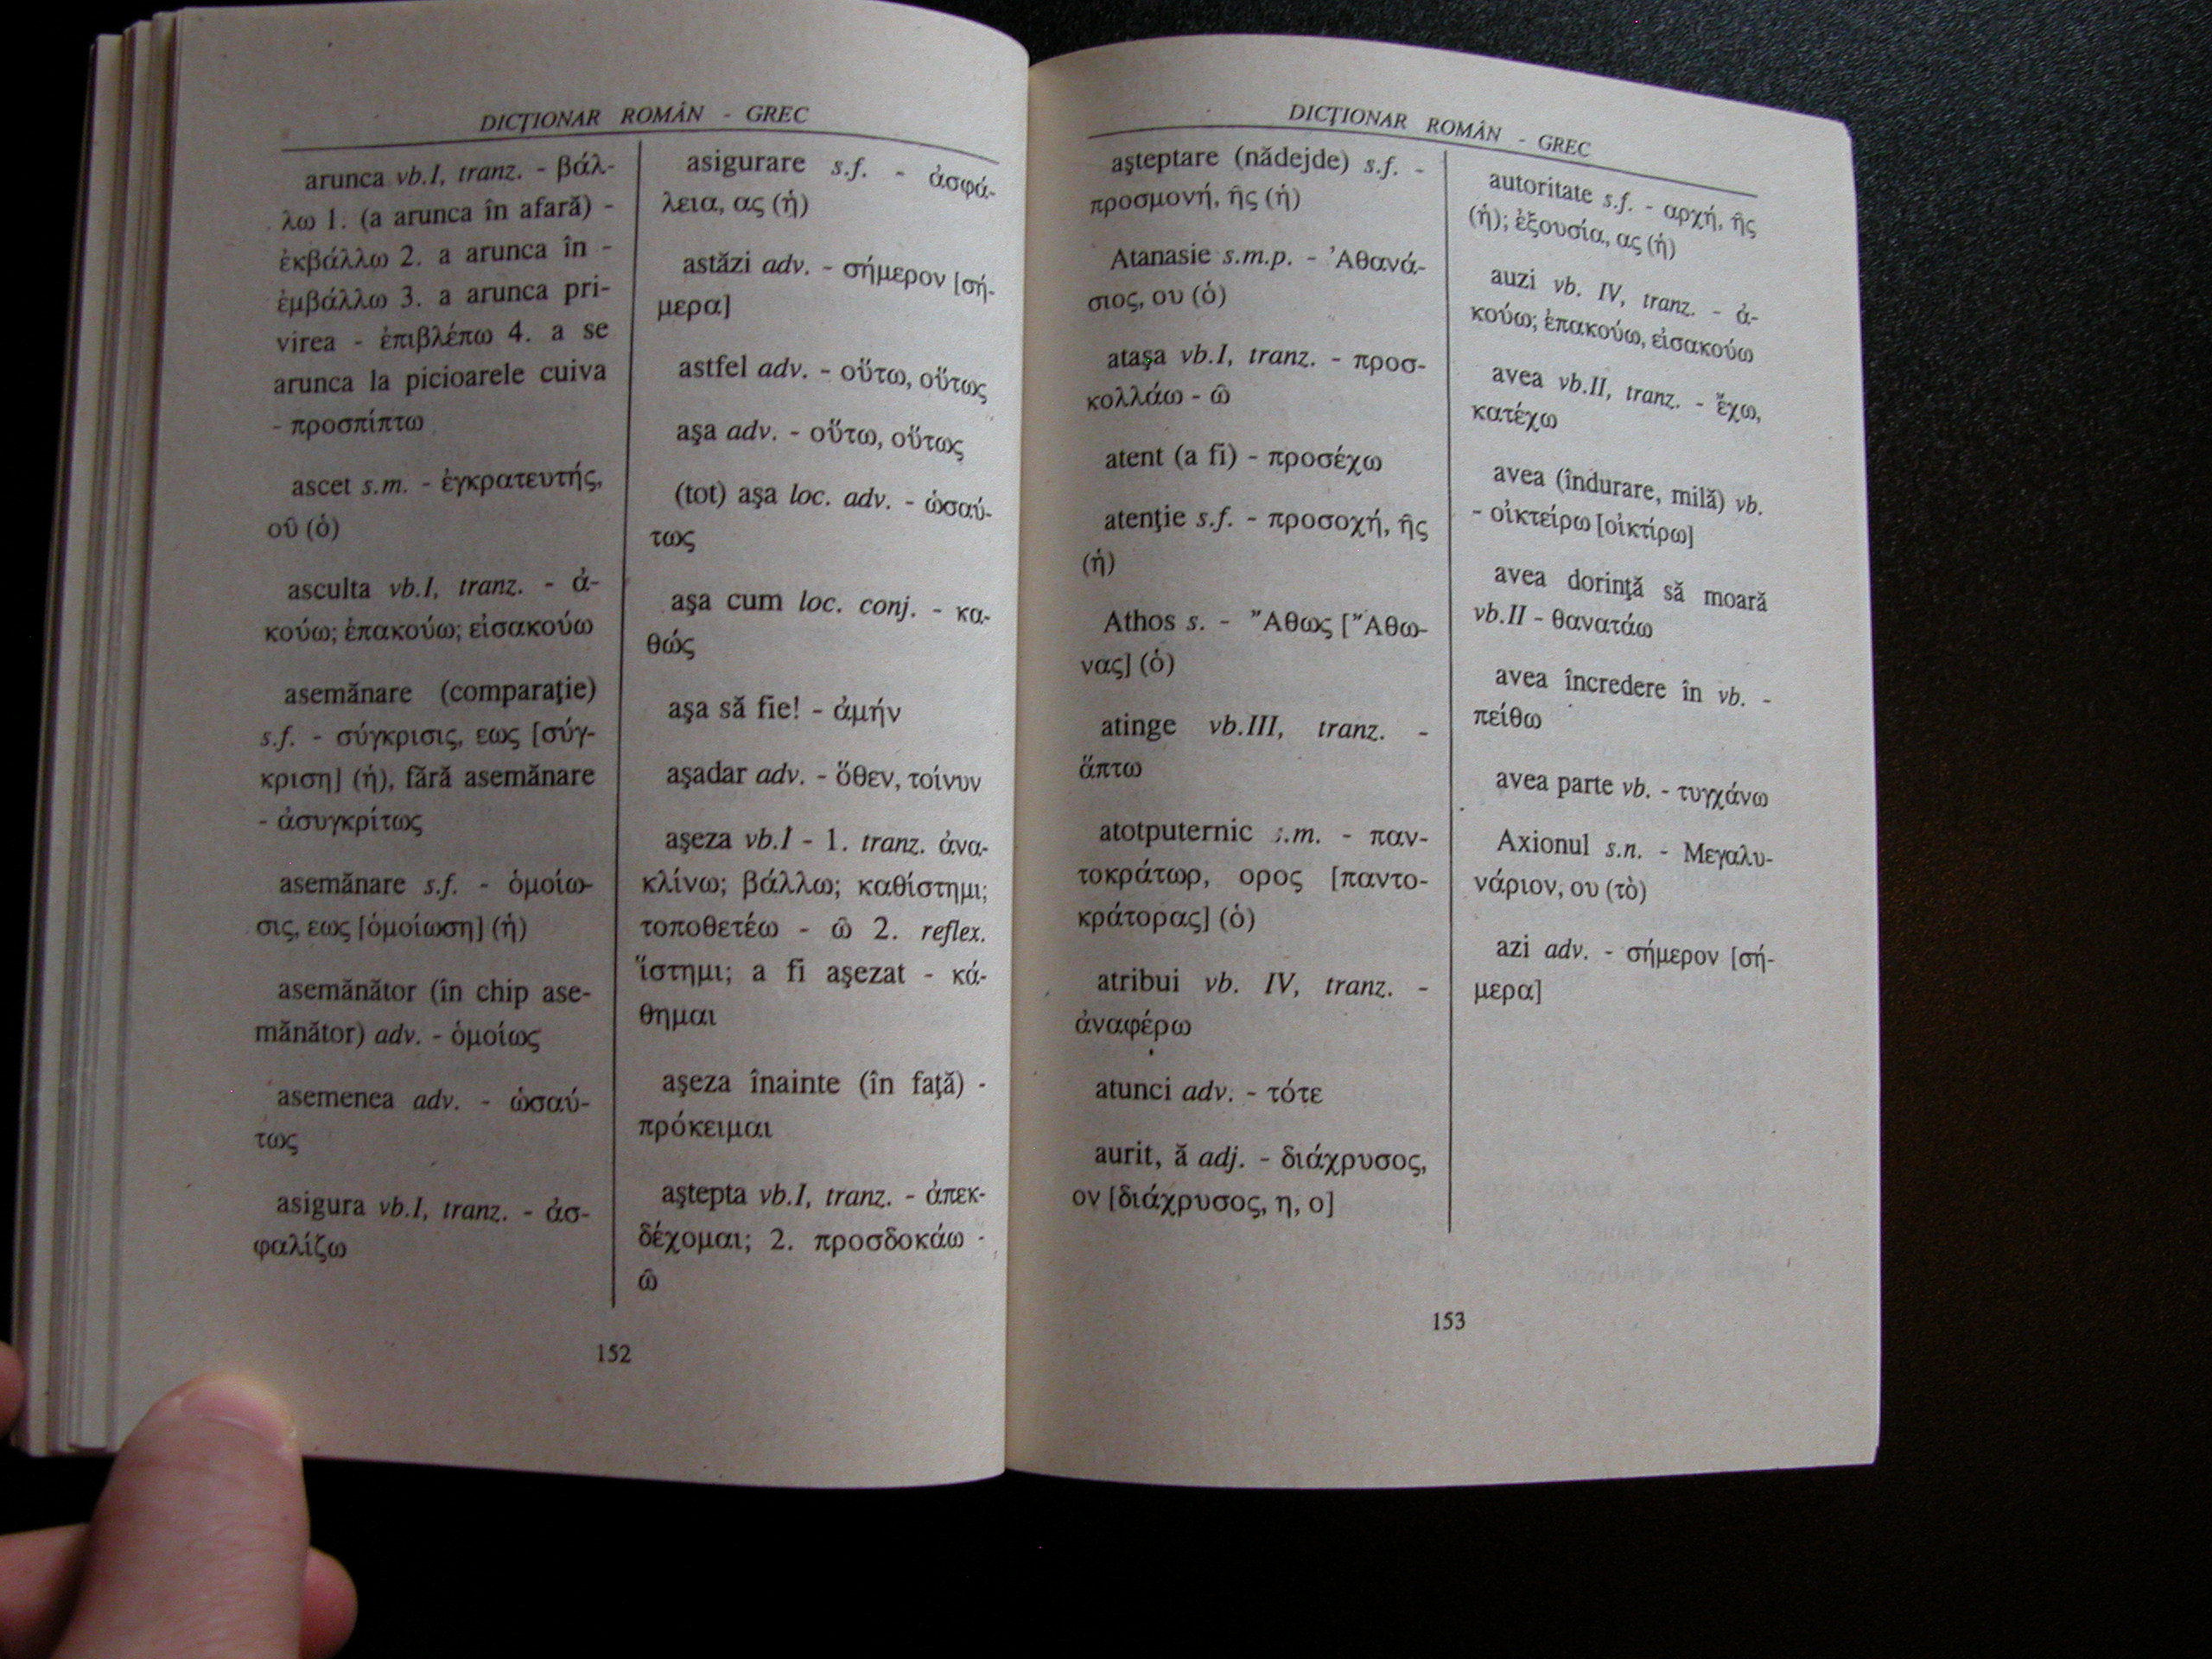 DICŢIONAR ROMÂN - GREC
arunca vb.I, tranz. - βάλ-
λω 1. (a arunca în afară) -
ἐκβάλλω 2. a arunca în -
ἐμβάλλω 3. a arunca pri-
virea - ἐπιβλέπω 4. a se
arunca la picioarele cuiva
- προσπίπτω
ascet s.m. - ἐγκρατευτής,
οῦ (ὁ)
asculta vb.I, tranz. - ἀ-
κούω; ἐπακούω; εἰσακούω
asemănare (comparaţie)
s.f. - σύγκρισις, εως [σύγ-
κριση] (ἡ), fără asemănare
- ἀσυγκρίτως
asemănare s.f. - ὁμοίω-
σις, εως [ὁμοίωση] (ἡ)
asemănător (în chip ase-
mănător) adv. - ὁμοίως
asemenea adv. - ὡσαύ-
τως
asigura vb.I, tranz. - ἀσ-
φαλίζω
asigurare s.f. - ἀσφά-
λεια, ας (ἡ)
astăzi adv. - σήμερον [σή-
μερα]
astfel adv. - οὕτω, οὕτως
aşa adv. - οὕτω, οὕτως
(tot) aşa loc. adv. - ὡσαύ-
τως
aşa cum loc. conj. - κα-
θώς
aşa să fie! - ἀμήν
aşadar adv. - ὅθεν, τοίνυν
aşeza vb.I - 1. tranz. ἀνα-
κλίνω; βάλλω; καθίστημι;
τοποθετέω - ῶ 2. reflex.
ἵστημι; a fi aşezat - κά-
θημαι
aşeza înainte (în faţă) -
πρόκειμαι
aştepta vb.I, tranz. - ἀπεκ-
δέχομαι; 2. προσδοκάω -
ῶ
152
DICŢIONAR ROMÂN - GREC
aşteptare (nădejde) s.f. -
προσμονή, ῆς (ἡ)
Atanasie s.m.p. - ᾿Αθανά-
σιος, ου (ὁ)
ataşa vb.I, tranz. - προσ-
κολλάω - ῶ
atent (a fi) - προσέχω
atenţie s.f. - προσοχή, ῆς
(ἡ)
Athos s. - ῎Αθως [῎Αθω-
νας] (ὁ)
atinge vb.III, tranz. -
ἅπτω
atotputernic s.m. - παν-
τοκράτωρ, ορος [παντο-
κράτορας] (ὁ)
atribui vb. IV, tranz. -
ἀναφέρω
atunci adv. - τότε
aurit, ă adj. - διάχρυσος,
ον [διάχρυσος, η, ο]
autoritate s.f. - αρχή, ῆς
(ἡ); ἐξουσία, ας (ἡ)
auzi vb. IV, tranz. - ἀ-
κούω; ἐπακούω, εἰσακούω
avea vb.II, tranz. - ἔχω,
κατέχω
avea (îndurare, milă) vb.
- οἰκτείρω [οἰκτίρω]
avea dorinţă să moară
vb.II - θανατάω
avea încredere în vb. -
πείθω
avea parte vb. - τυγχάνω
Axionul s.n. - Μεγαλυ-
νάριον, ου (τὸ)
azi adv. - σήμερον [σή-
μερα]
153